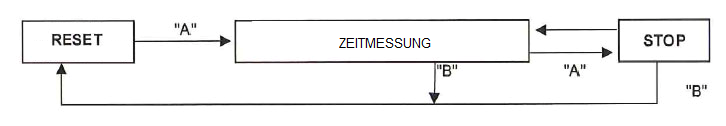 "A"
RESET
ZEITMESSUNG
STOP
"B"
"A"
"B"